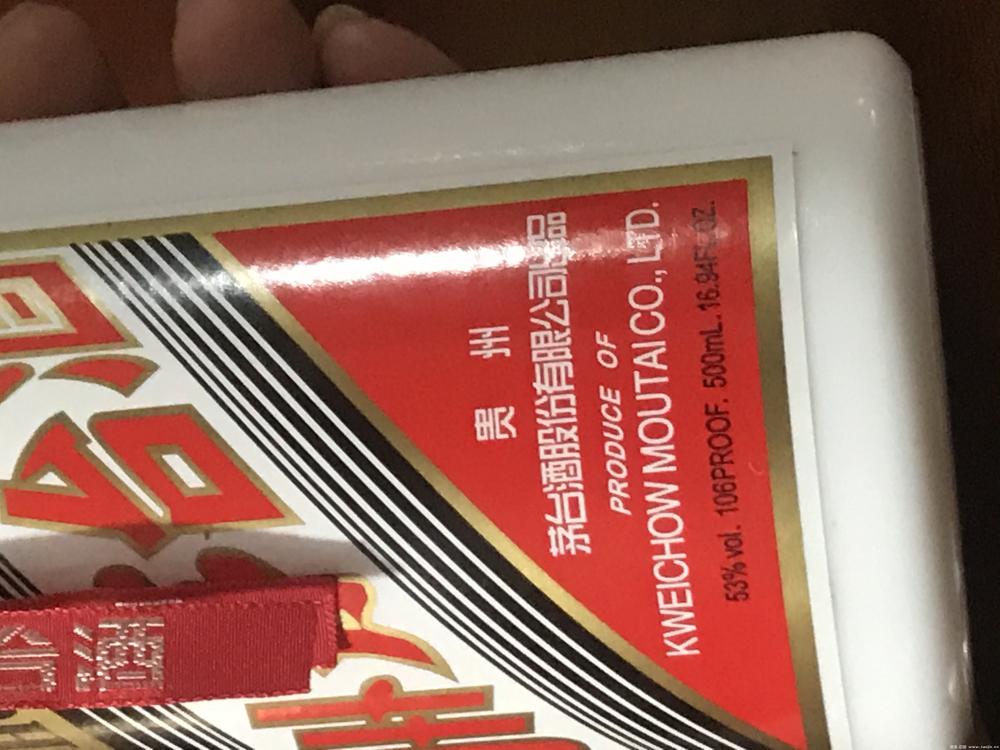 贵州
茅台酒股份有限公司出品
PRODUCE OF
KWEICHOW MOUTAI CO., LTD.
53% vol. 106PROOF. 500mL. 16.94FL.OZ.
台
酒